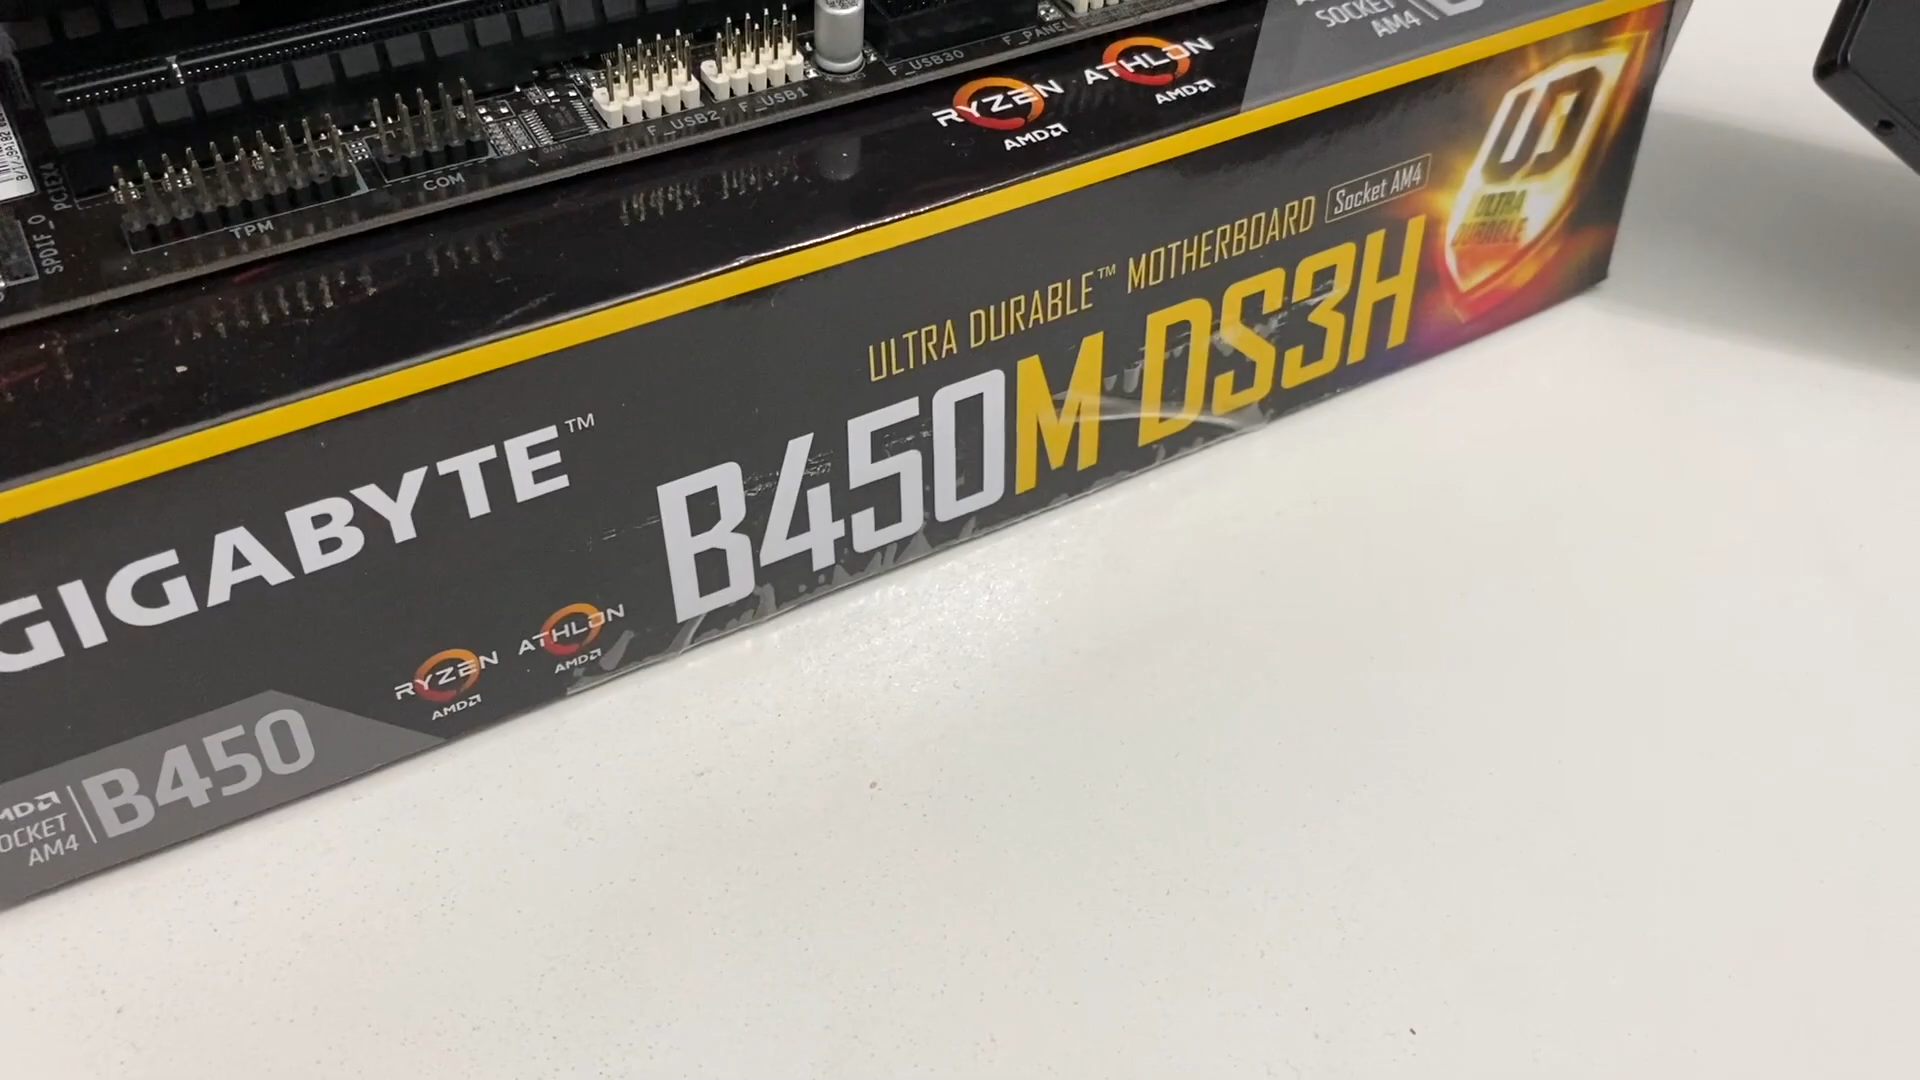 SPDIF_O
PCIEX4
TPM
COM
F_USB2
F_USB1
F_USB30
F_PANEL
RYZEN
AMD
ATHLON
AMD
SOCKET
AM4
ULTRA DURABLE™ MOTHERBOARD Socket AM4
B450M DS3H
UD
ULTRA
DURABLE
GIGABYTE™
RYZEN
AMD
ATHLON
AMD
AMD
SOCKET
AM4
B450